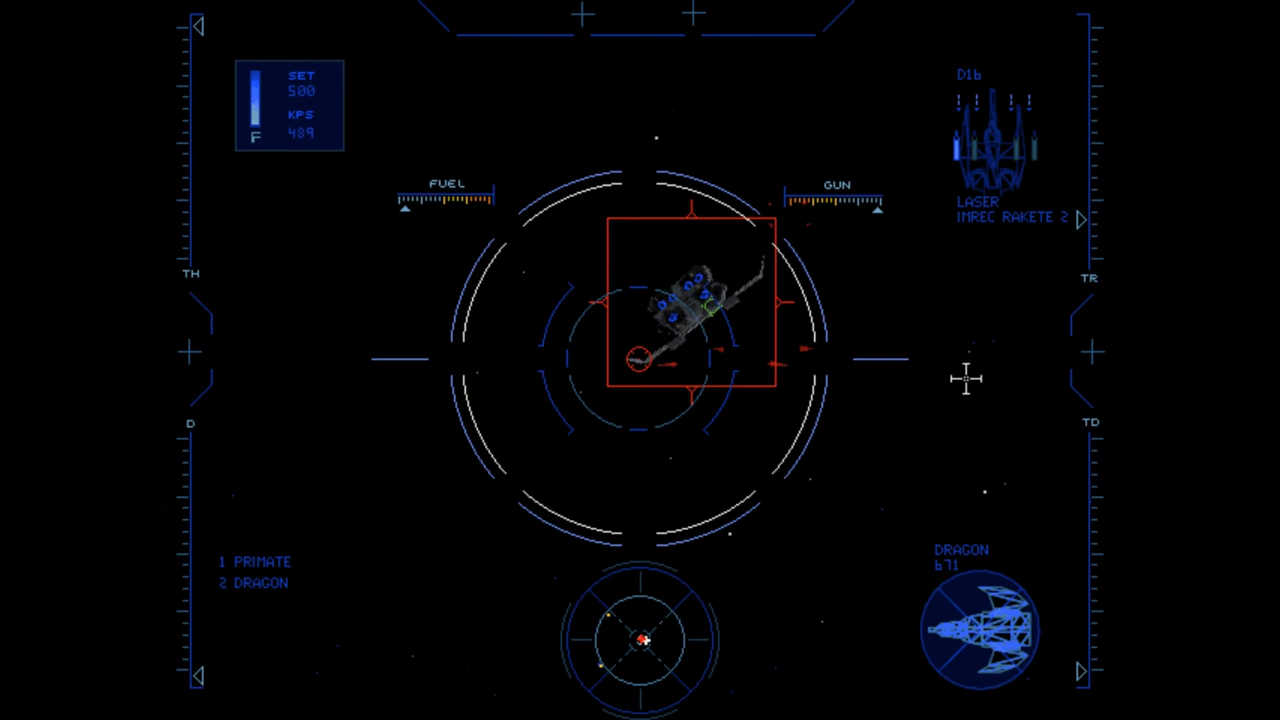 SET
500
KPS
489
F
FUEL
GUN
D16
LASER
IMREC RAKETE 2
TH
TR
D
TD
1 PRIMATE
2 DRAGON
DRAGON
671